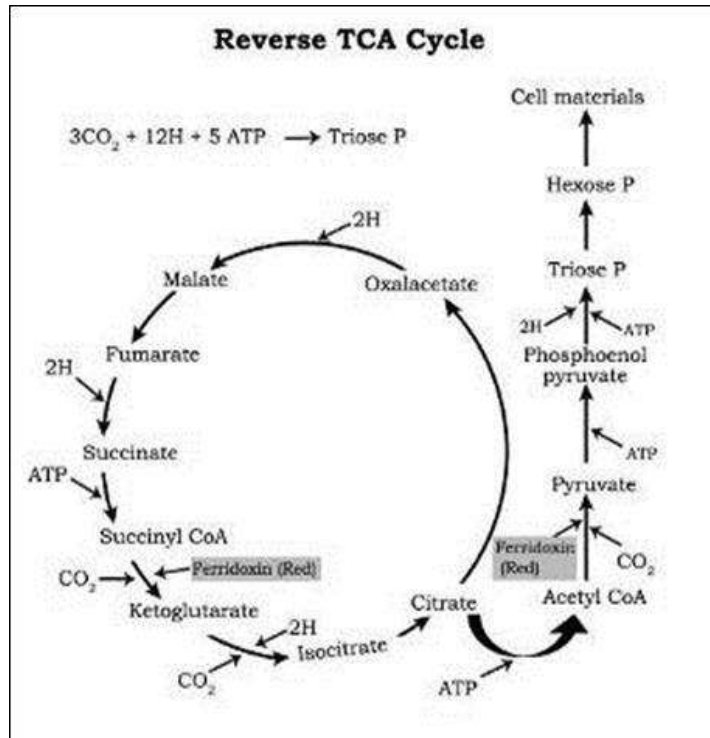 Reverse TCA Cycle
3CO₂ + 12H + 5 ATP → Triose P
Cell materials
Hexose P
Triose P
2H
ATP
Phosphoenol
pyruvate
ATP
Pyruvate
Ferridoxin
(Red)
CO₂
Acetyl CoA
2H
Malate
Oxalacetate
Fumarate
2H
Succinate
ATP
Succinyl CoA
CO₂
Ferridoxin (Red)
Ketoglutarate
2H
CO₂
Isocitrate
Citrate
ATP